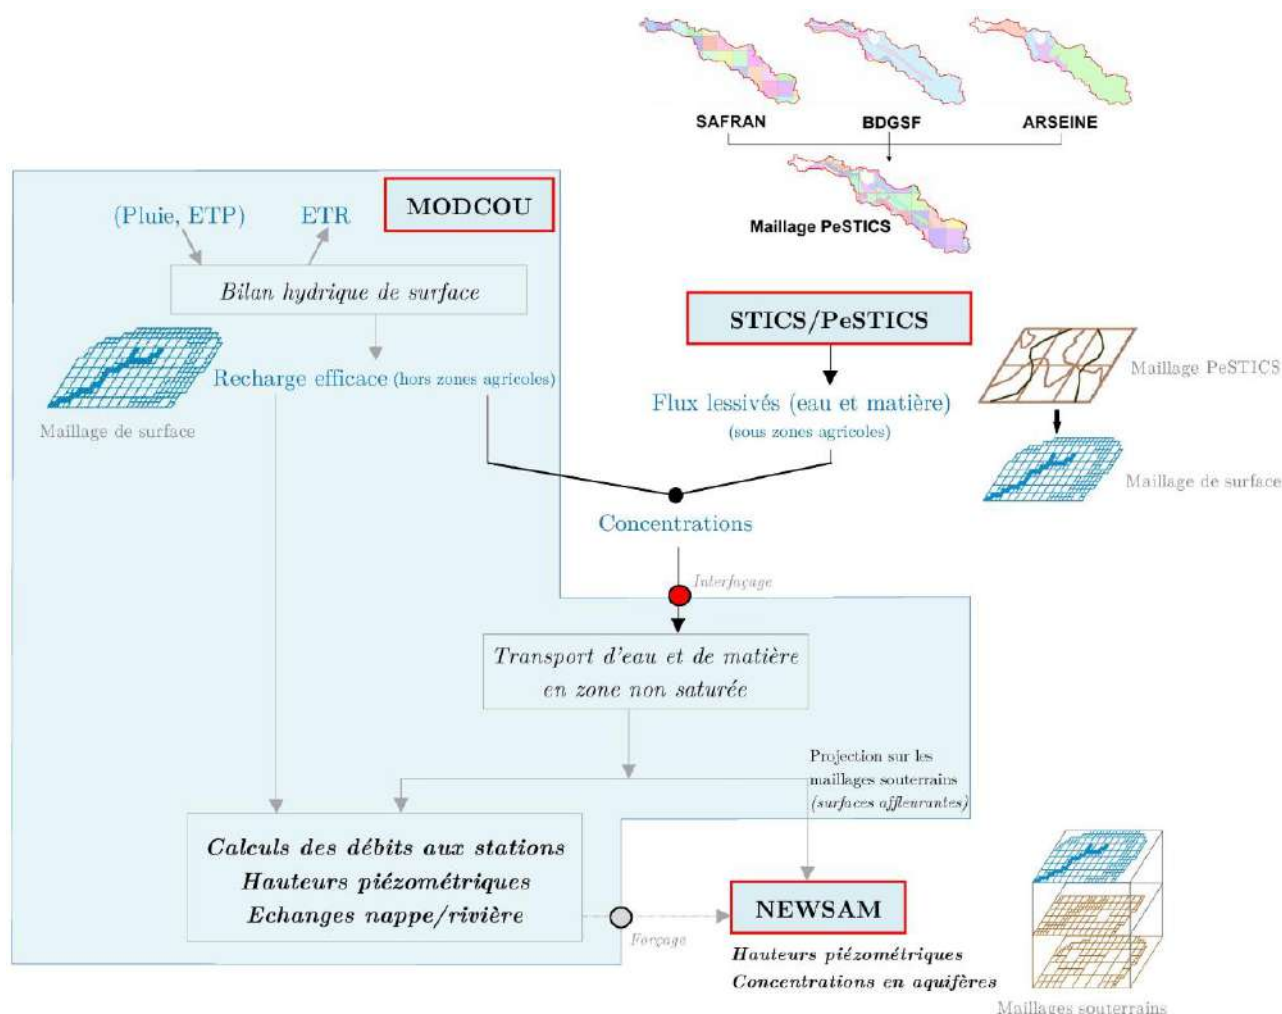 SAFRAN
BDGSF
ARSEINE
Maillage PeSTICS
MODCOU
(Pluie, ETP)
ETR
Bilan hydrique de surface
Recharge efficace (hors zones agricoles)
Maillage de surface
STICS/PeSTICS
Flux lessivés (eau et matière)
(sous zones agricoles)
Maillage PeSTICS
Maillage de surface
Concentrations
Interfaçage
Transport d'eau et de matière
en zone non saturée
Projection sur les
maillages souterrains
(surfaces affleurantes)
Calculs des débits aux stations
Hauteurs piézométriques
Echanges nappe/rivière
Forçage
NEWSAM
Hauteurs piézométriques
Concentrations en aquifères
Maillages souterrains